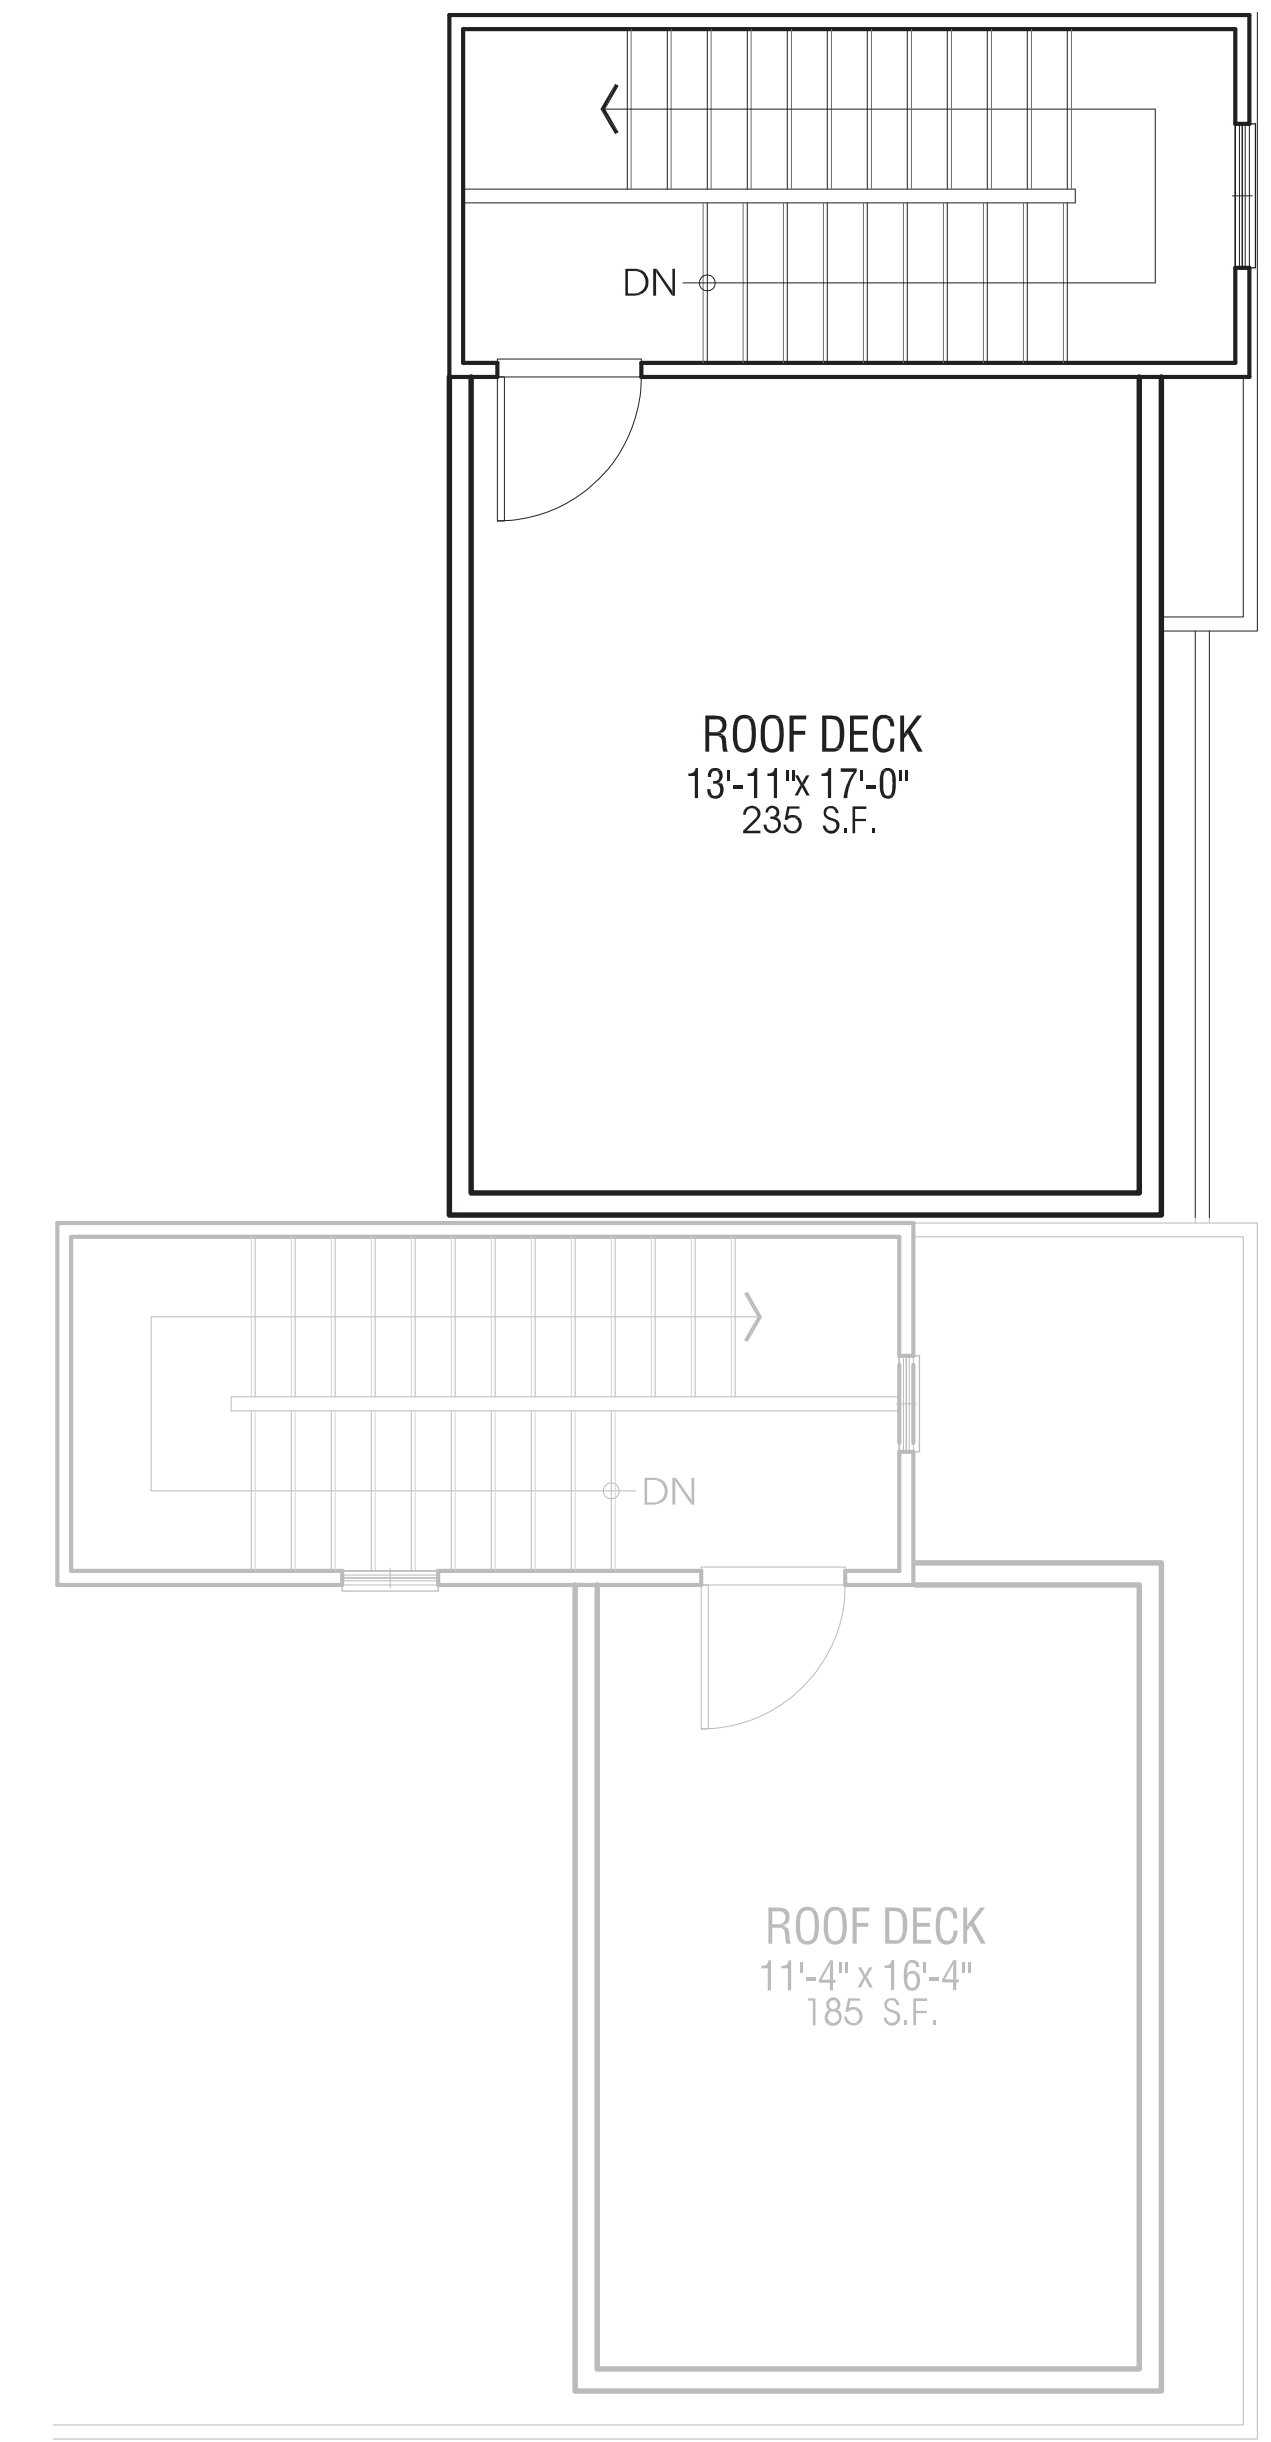 DN
ROOF DECK
13'-11"x 17'-0"
235 S.F.
DN
ROOF DECK
11'-4" x 16'-4"
185 S.F.